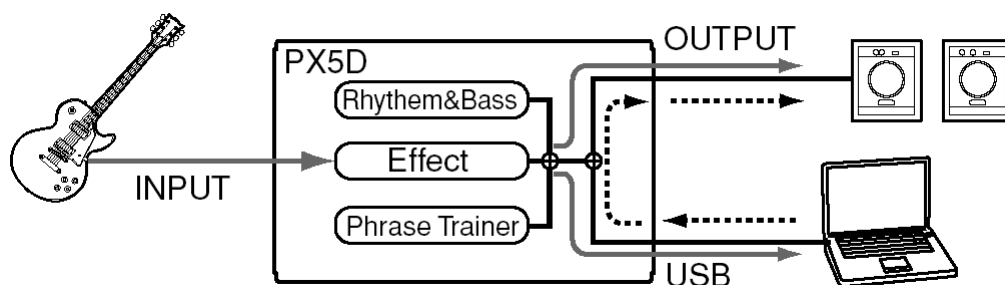 OUTPUT
PX5D
Rhythem&Bass
Effect
INPUT
Phrase Trainer
USB